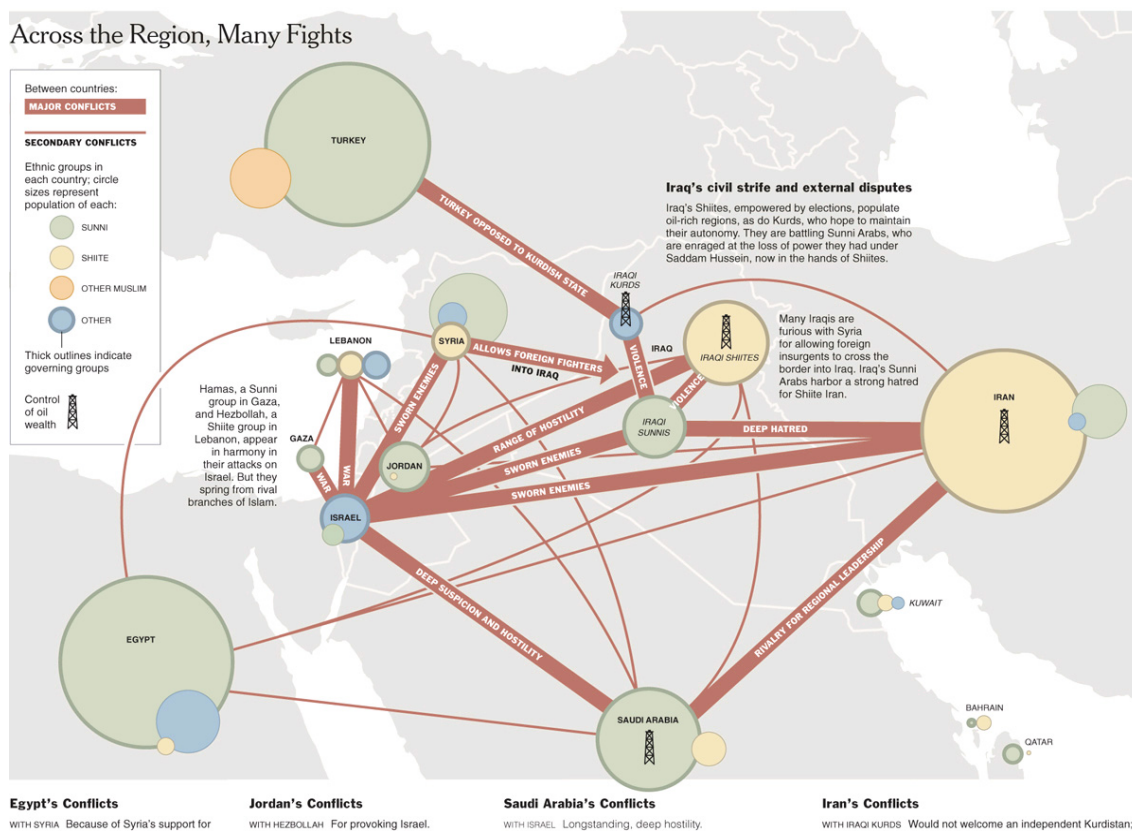 Across the Region, Many Fights
Between countries:
MAJOR CONFLICTS
SECONDARY CONFLICTS
Ethnic groups in
each country; circle
sizes represent
population of each:
SUNNI
SHIITE
OTHER MUSLIM
OTHER
Thick outlines indicate
governing groups
Control
of oil
wealth
TURKEY
TURKEY OPPOSED TO KURDISH STATE
Iraq's civil strife and external disputes
Iraq's Shiites, empowered by elections, populate
oil-rich regions, as do Kurds, who hope to maintain
their autonomy. They are battling Sunni Arabs, who
are enraged at the loss of power they had under
Saddam Hussein, now in the hands of Shiites.
IRAQI
KURDS
SYRIA
ALLOWS FOREIGN FIGHTERS
INTO IRAQ
IRAQ
IRAQI SHIITES
Many Iraqis are
furious with Syria
for allowing foreign
insurgents to cross the
border into Iraq. Iraq's Sunni
Arabs harbor a strong hatred
for Shiite Iran.
LEBANON
VIOLENCE
VIOLENCE
IRAN
Hamas, a Sunni
group in Gaza,
and Hezbollah, a
Shiite group in
Lebanon, appear
in harmony in
their attacks on
Israel. But they
spring from rival
branches of Islam.
SWORN ENEMIES
RANGE OF HOSTILITY
IRAQI
SUNNIS
DEEP HATRED
GAZA
WAR
WAR
JORDAN
SWORN ENEMIES
SWORN ENEMIES
ISRAEL
DEEP SUSPICION AND HOSTILITY
RIVALRY FOR REGIONAL LEADERSHIP
KUWAIT
EGYPT
SAUDI ARABIA
BAHRAIN
QATAR
Egypt's Conflicts
WITH SYRIA Because of Syria's support for
Jordan's Conflicts
WITH HEZBOLLAH For provoking Israel.
Saudi Arabia's Conflicts
WITH ISRAEL Longstanding, deep hostility.
Iran's Conflicts
WITH IRAQI KURDS Would not welcome an independent Kurdistan;